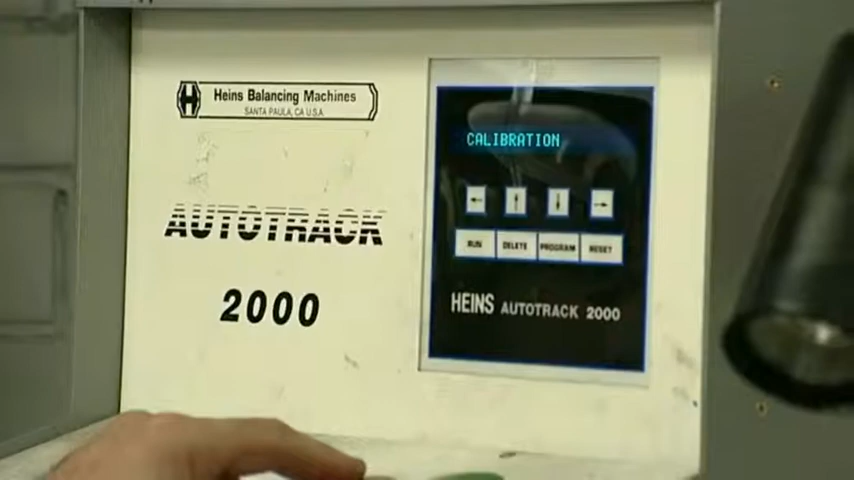 Heins Balancing Machines
SANTA PAULA, CA U.S.A.
AUTOTRACK
2000
CALIBRATION
RUN DELETE PROGRAM RESET
HEINS AUTOTRACK 2000